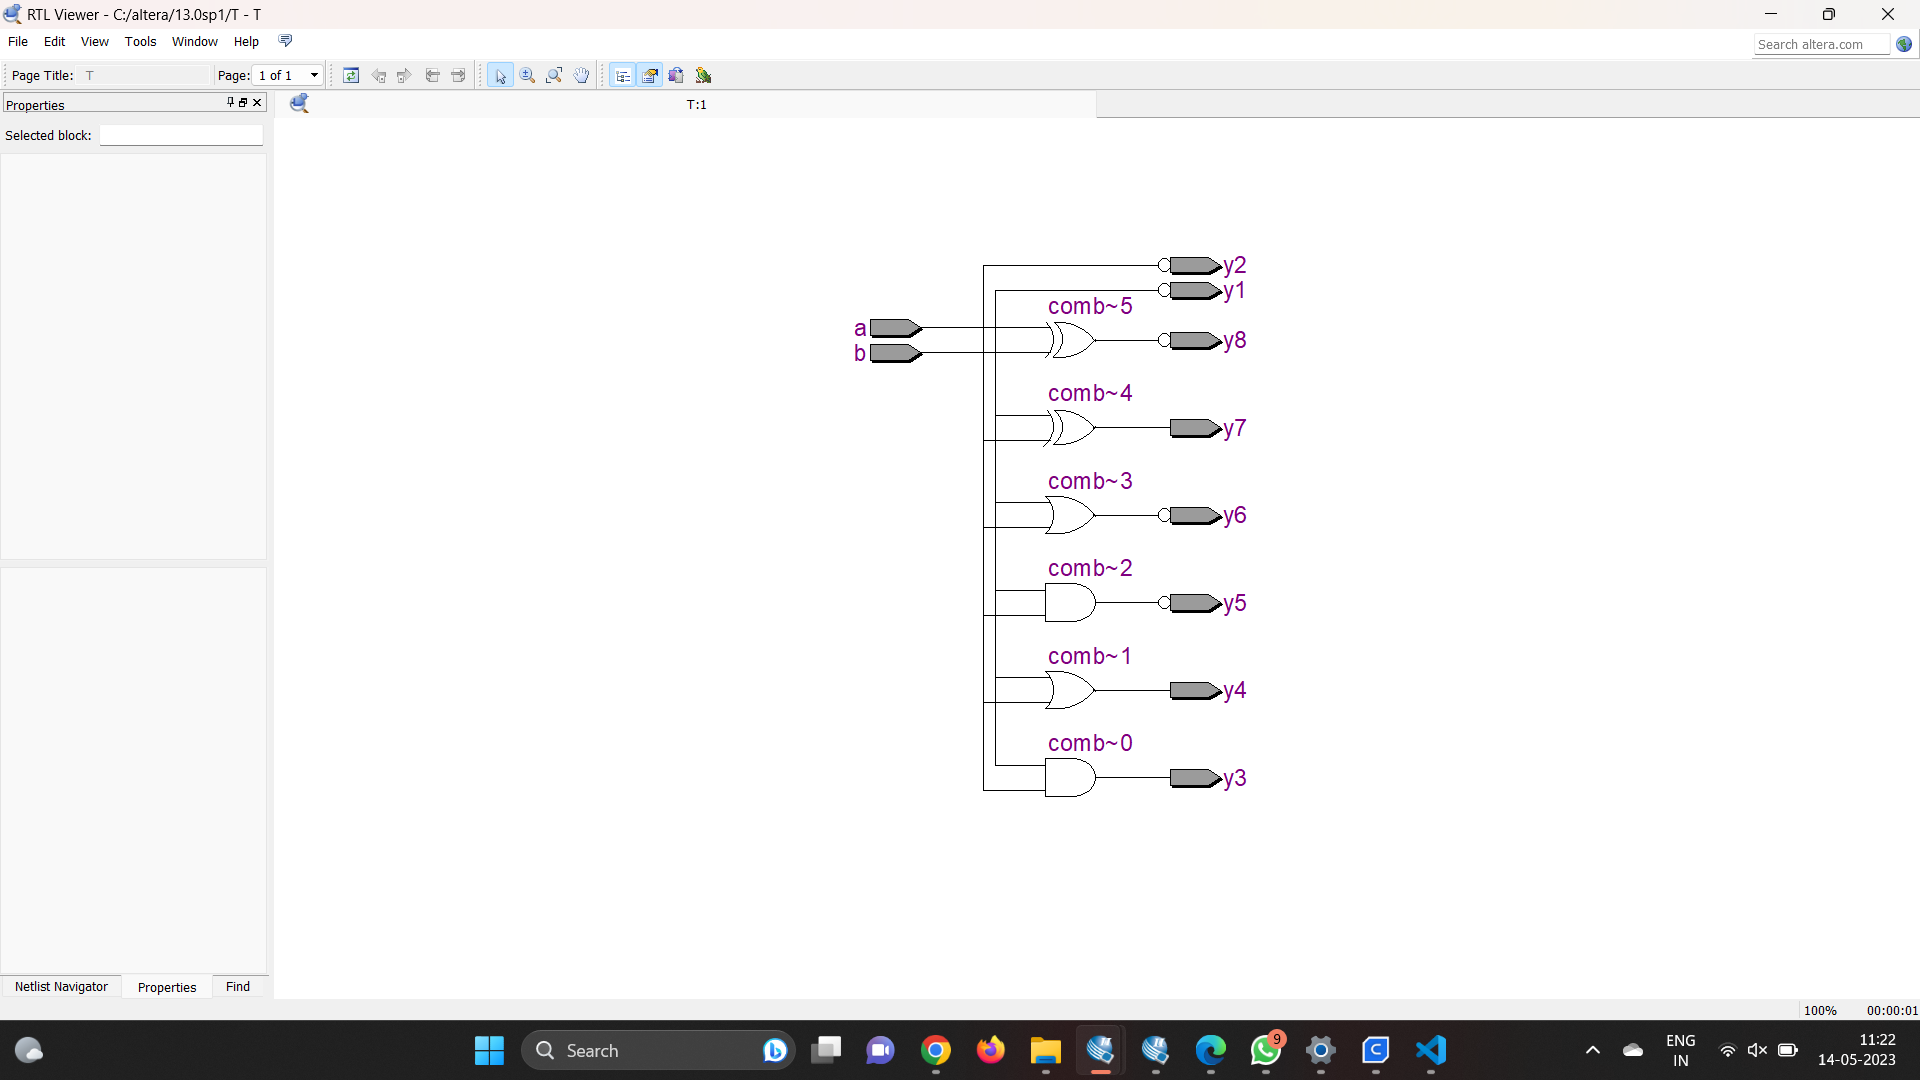 RTL Viewer - C:/altera/13.0sp1/T - T
File Edit View Tools Window Help
Search altera.com
Page Title: T Page: 1 of 1
Properties
T:1
Selected block:
y2
y1
comb~5
a
y8
b
comb~4
y7
comb~3
y6
comb~2
y5
comb~1
y4
comb~0
y3
Netlist Navigator Properties Find
100% 00:00:01
Search
9
ENG
IN
11:22
14-05-2023